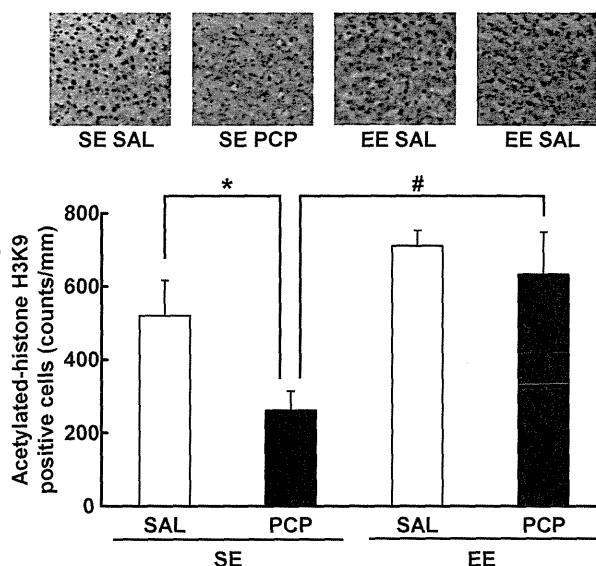 SE SAL SE PCP EE SAL EE SAL
* #
Acetylated-histone H3K9
positive cells (counts/mm)
800
600
400
200
0
SAL PCP SAL PCP
SE EE